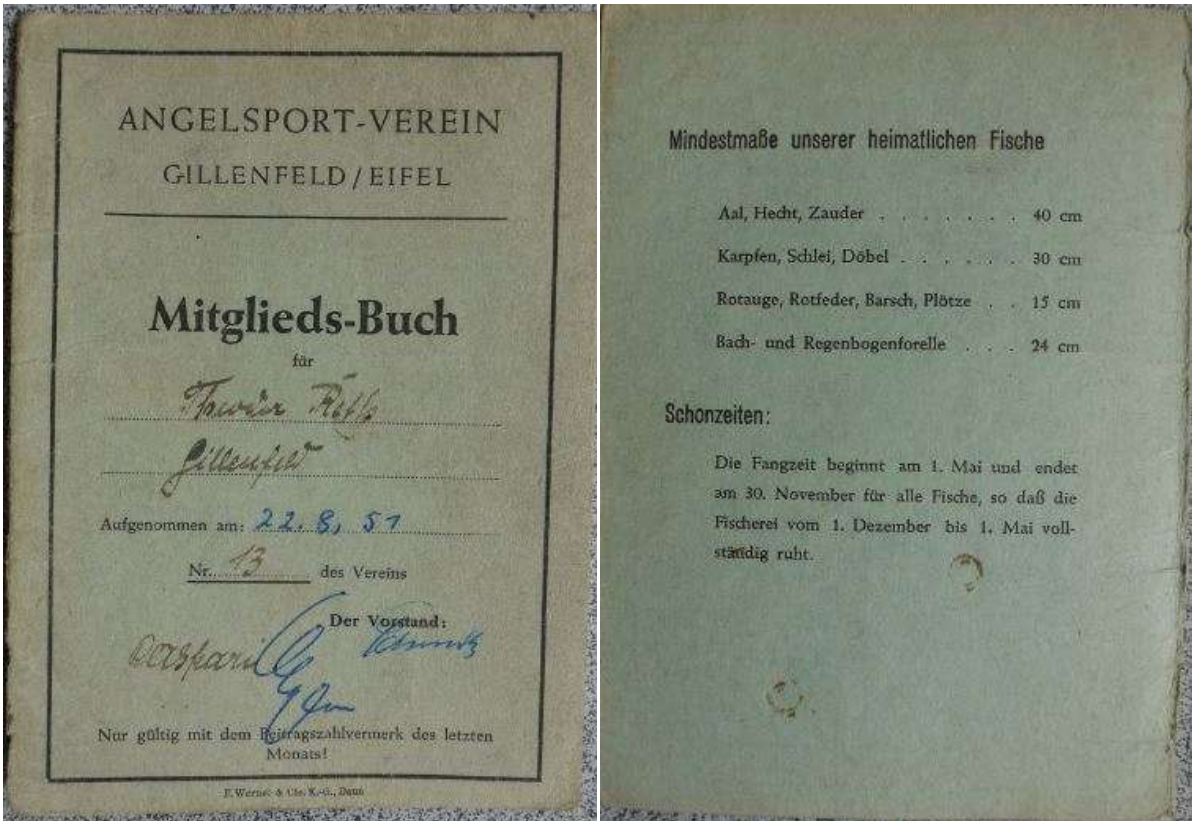 ANGELSPORT-VEREIN
GILLENFELD/EIFEL
Mitglieds-Buch
für
Gillenfeld
Aufgenommen am: 22.8.51
Nr. 13 des Vereins
Der Vorstand:
Caspari
Nur gültig mit dem Beitragszahlvermerk des letzten
Monats!
Daun
Mindestmaße unserer heimatlichen Fische
Aal, Hecht, Zauder . . . . . . . 40 cm
Karpfen, Schlei, Döbel . . . . . . 30 cm
Rotauge, Rotfeder, Barsch, Plötze . . 15 cm
Bach- und Regenbogenforelle . . . 24 cm
Schonzeiten:
Die Fangzeit beginnt am 1. Mai und endet
am 30. November für alle Fische, so daß die
Fischerei vom 1. Dezember bis 1. Mai voll-
ständig ruht.